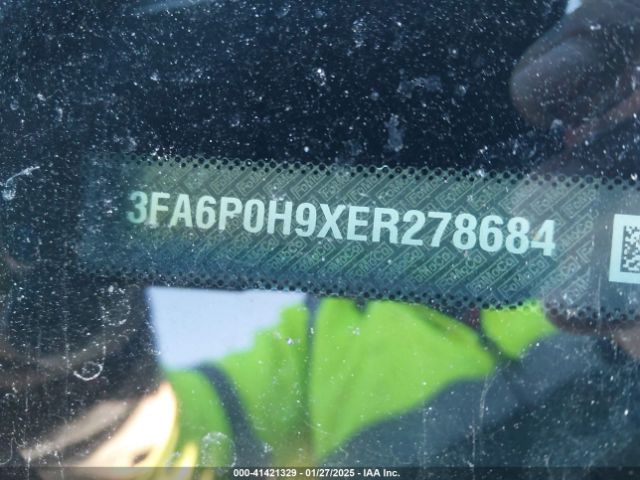 3FA6P0H9XER278684
000-41421329 - 01/27/2025 - IAA Inc.